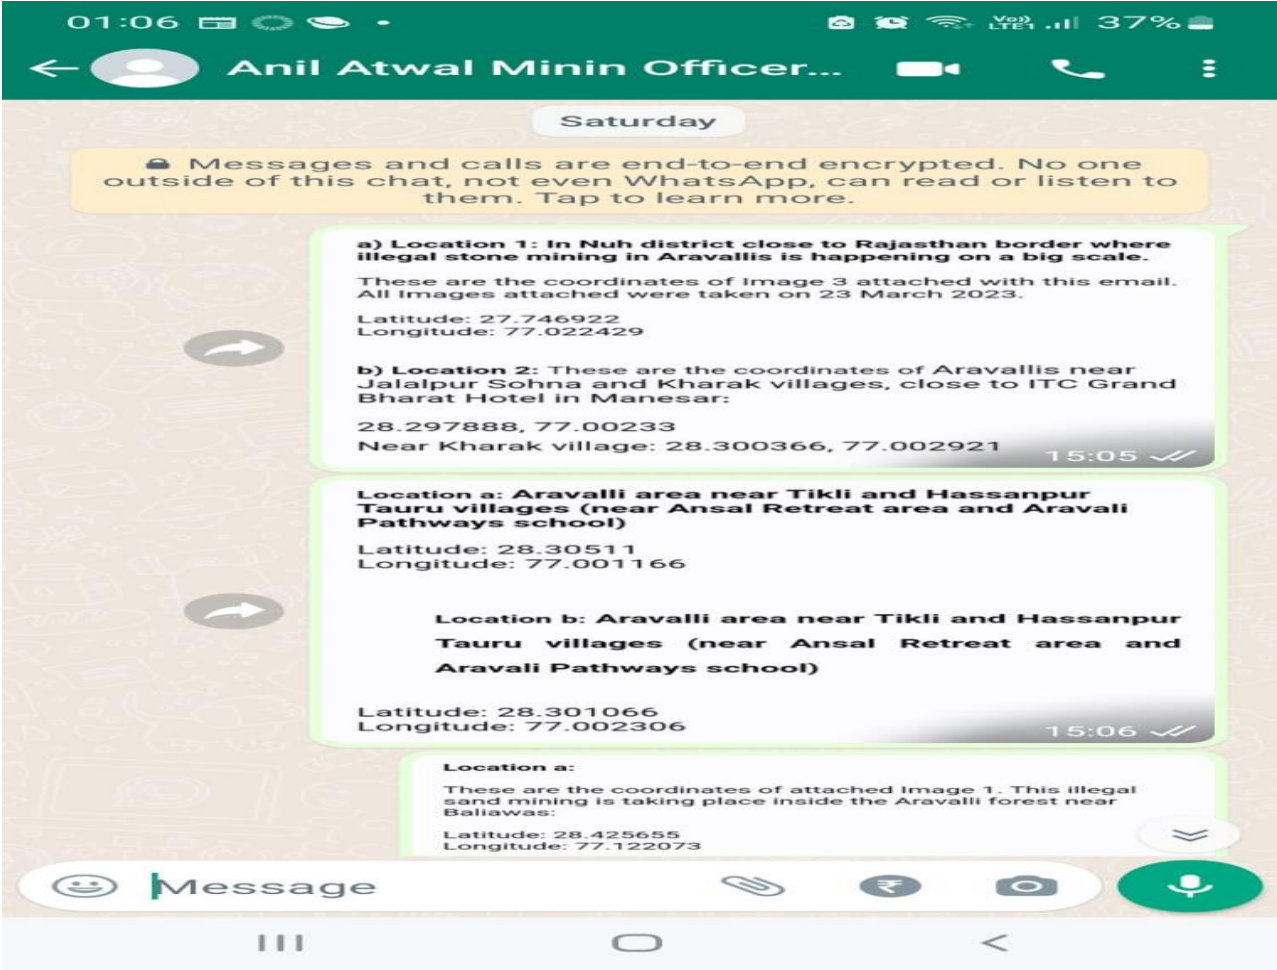 01:06
Vo))
LTE1
37%
Anil Atwal Minin Officer...
Saturday
Messages and calls are end-to-end encrypted. No one
outside of this chat, not even WhatsApp, can read or listen to
them. Tap to learn more.
a) Location 1: In Nuh district close to Rajasthan border where
illegal stone mining in Aravallis is happening on a big scale.
These are the coordinates of Image 3 attached with this email.
All Images attached were taken on 23 March 2023.
Latitude: 27.746922
Longitude: 77.022429
b) Location 2: These are the coordinates of Aravallis near
Jalalpur Sohna and Kharak villages, close to ITC Grand
Bharat Hotel in Manesar:
28.297888, 77.00233
Near Kharak village: 28.300366, 77.002921
15:05
Location a: Aravalli area near Tikli and Hassanpur
Tauru villages (near Ansal Retreat area and Aravali
Pathways school)
Latitude: 28.30511
Longitude: 77.001166
Location b: Aravalli area near Tikli and Hassanpur
Tauru villages (near Ansal Retreat area and
Aravali Pathways school)
Latitude: 28.301066
Longitude: 77.002306
15:06
Location a:
These are the coordinates of attached Image 1. This illegal
sand mining is taking place inside the Aravalli forest near
Baliawas:
Latitude: 28.425655
Longitude: 77.122073
Message